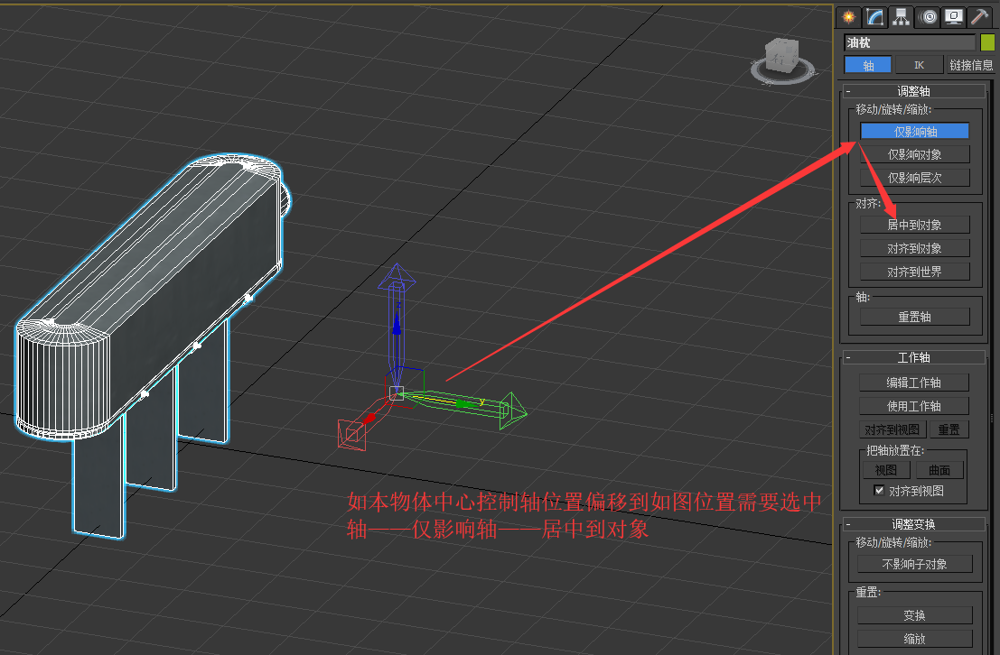 油枕
轴
IK
链接信息
- 调整轴
移动/旋转/缩放:
仅影响轴
仅影响对象
仅影响层次
对齐:
居中到对象
对齐到对象
对齐到世界
轴:
重置轴
- 工作轴
编辑工作轴
使用工作轴
对齐到视图 重置
把轴放置在:
视图 曲面
对齐到视图
- 调整变换
移动/旋转/缩放:
不影响子对象
重置:
变换
缩放
z
y
如本物体中心控制轴位置偏移到如图位置需要选中
轴——仅影响轴——居中到对象